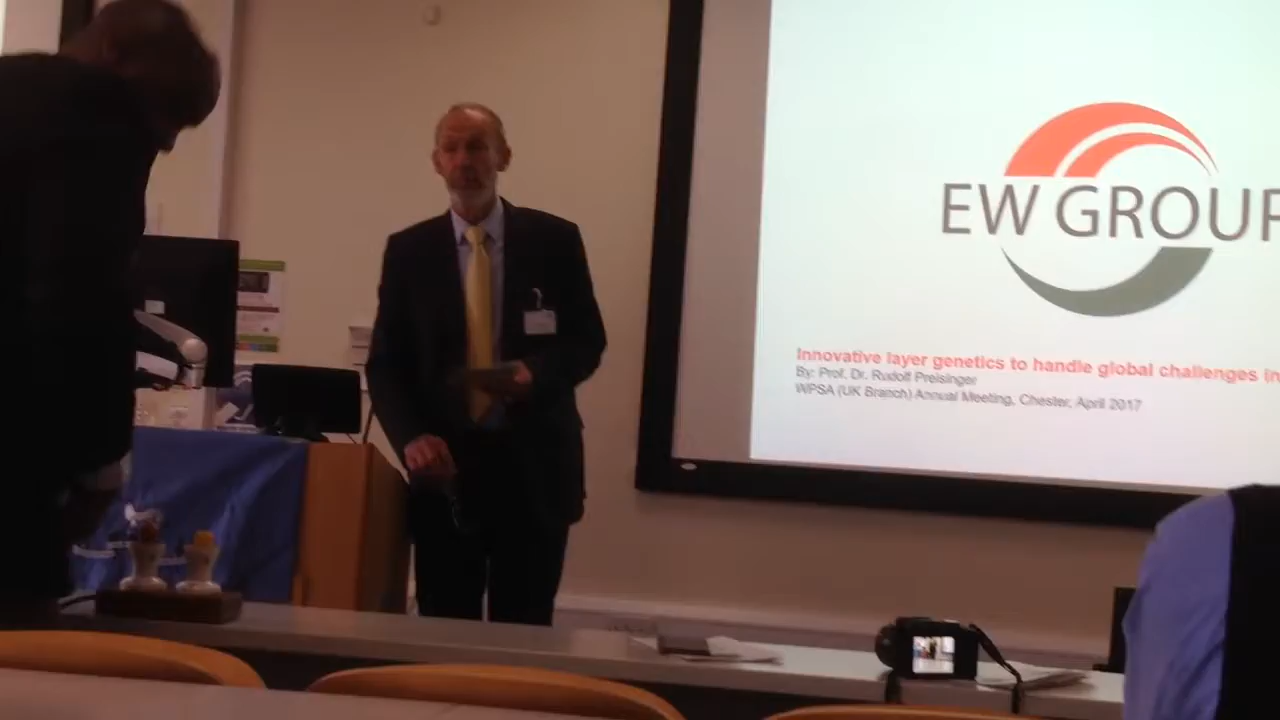 EW GROUP
Innovative layer genetics to handle global challenges in
By: Prof. Dr. Rudolf Preisinger
WPSA (UK Branch) Annual Meeting, Chester, April 2017